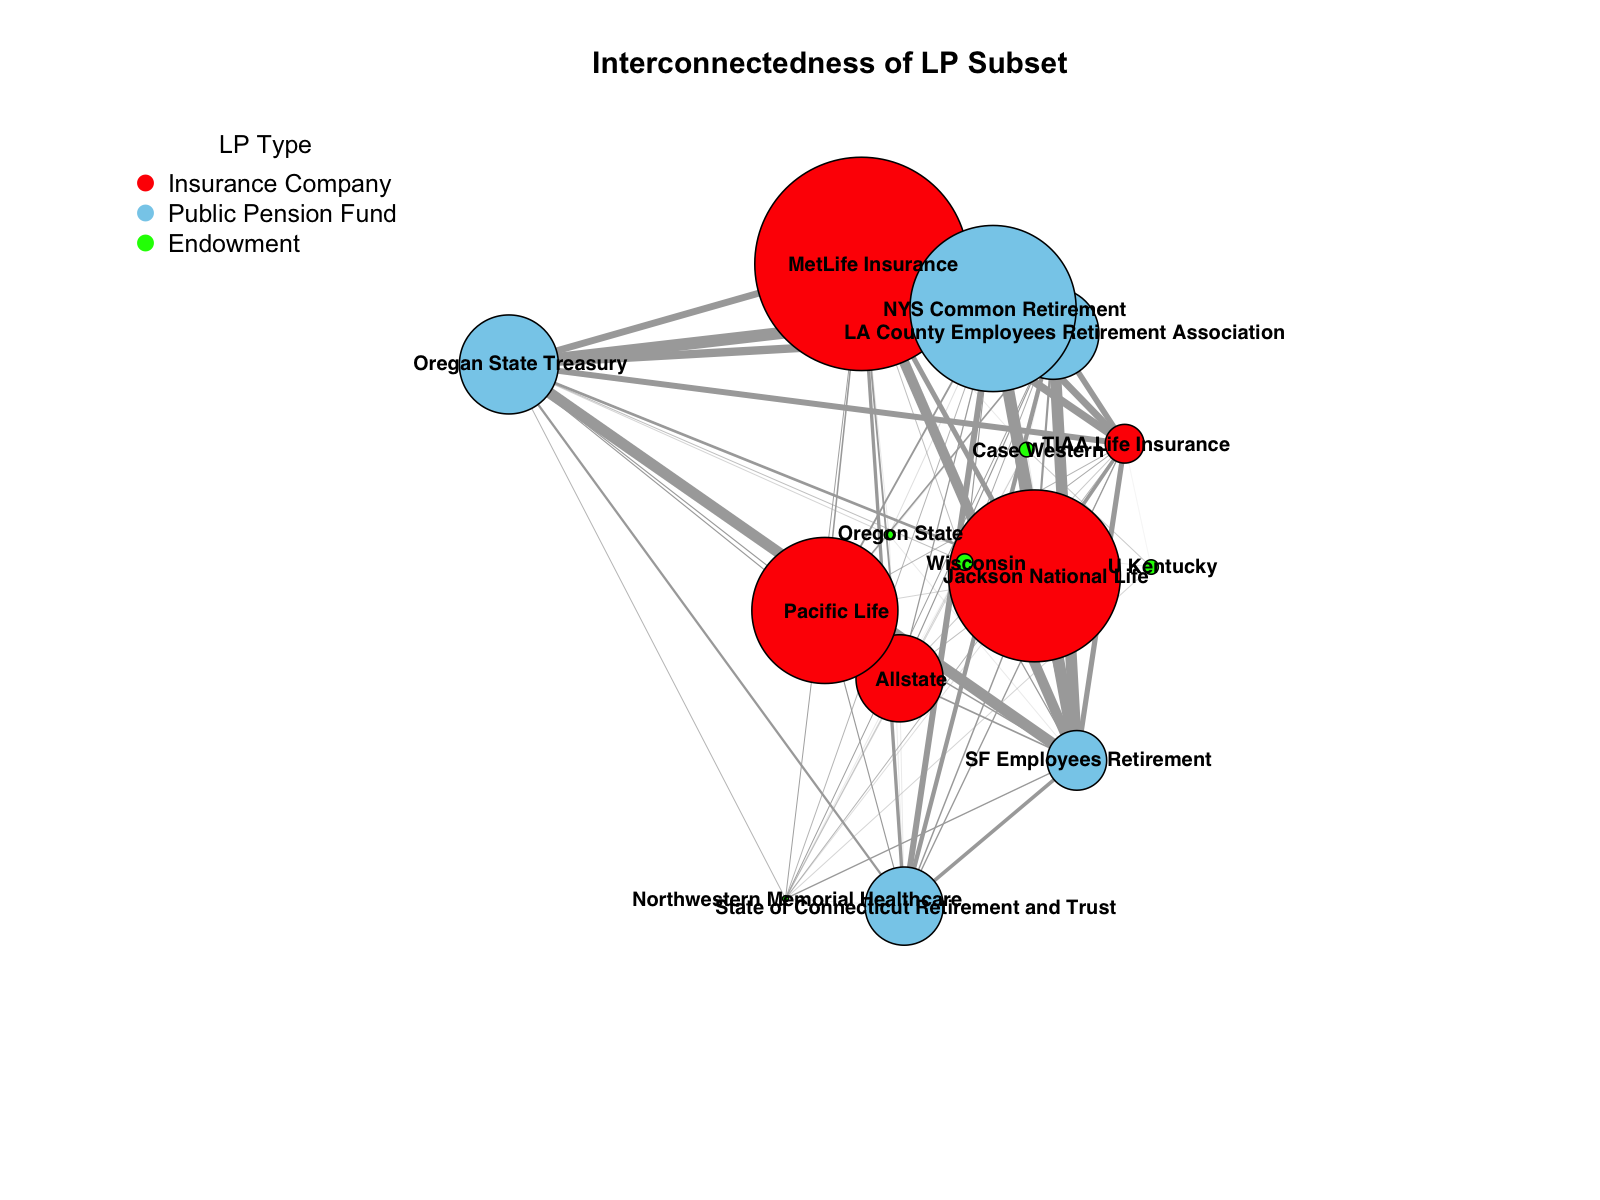 Interconnectedness of LP Subset
LP Type
Insurance Company
Public Pension Fund
Endowment
MetLife Insurance
NYS Common Retirement
LA County Employees Retirement Association
Oregan State Treasury
TIAA Life Insurance
Case Western
Oregon State
Wisconsin
U Kentucky
Jackson National Life
Pacific Life
Allstate
SF Employees Retirement
Northwestern Memorial Healthcare
State of Connecticut Retirement and Trust